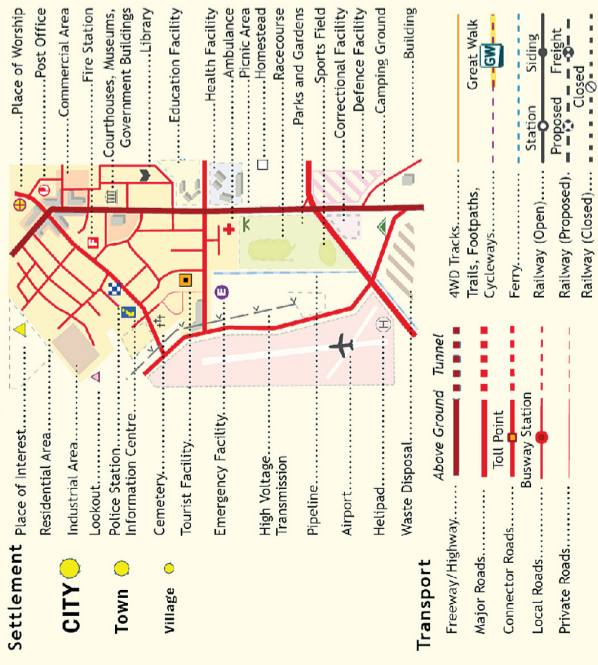 Settlement
CITY
Town
Village
Place of Interest
Residential Area
Industrial Area
Lookout
Police Station
Information Centre
Cemetery
Tourist Facility
Emergency Facility
High Voltage
Transmission
Pipeline
Airport
Helipad
Waste Disposal
Place of Worship
Post Office
Commercial Area
Fire Station
Courthouses, Museums,
Government Buildings
Library
Education Facility
Health Facility
Ambulance
Picnic Area
Homestead
Racecourse
Parks and Gardens
Sports Field
Correctional Facility
Defence Facility
Camping Ground
Building
F
i
E
H
Transport
Above Ground Tunnel
Freeway/Highway
Major Roads
Toll Point
Connector Roads
Busway Station
Local Roads
Private Roads
4WD Tracks
Trails, Footpaths, Great Walk
Cycleways
GW
Ferry
Station Siding
Railway (Open)
Proposed Freight
Railway (Proposed)
Closed
Railway (Closed)